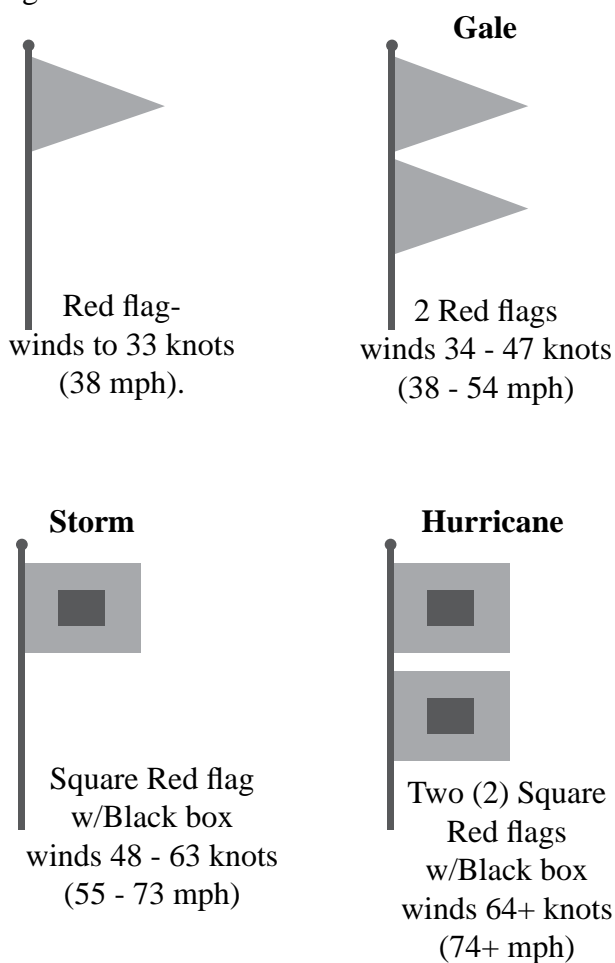 Gale
Red flag-
winds to 33 knots
(38 mph).
2 Red flags
winds 34 - 47 knots
(38 - 54 mph)
Storm
Square Red flag
w/Black box
winds 48 - 63 knots
(55 - 73 mph)
Hurricane
Two (2) Square
Red flags
w/Black box
winds 64+ knots
(74+ mph)